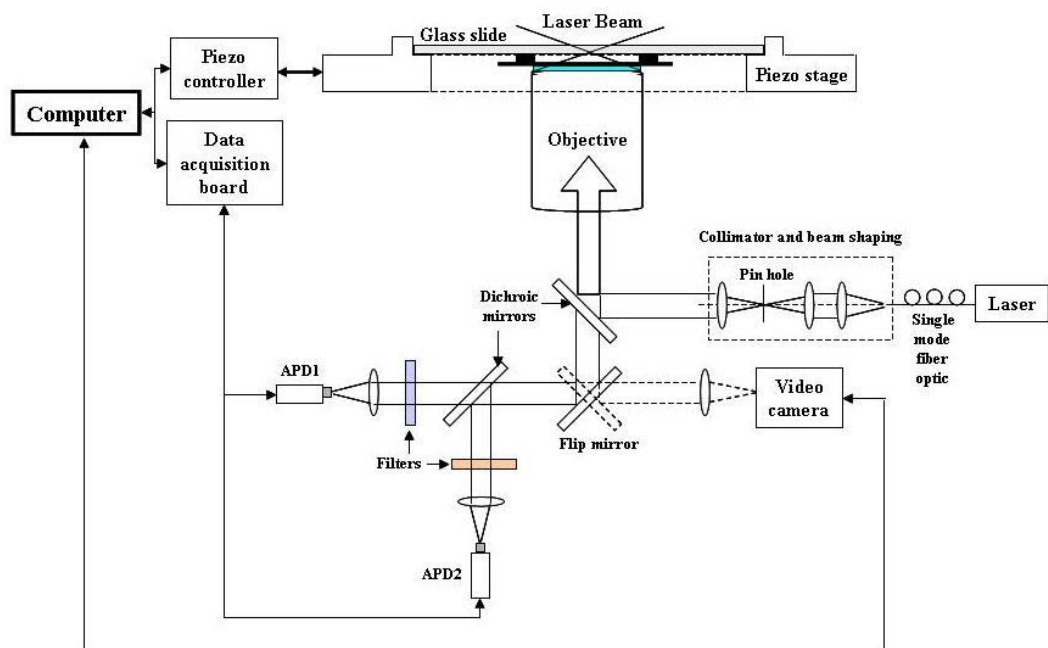 Laser Beam
Glass slide
Piezo
controller
Piezo stage
Computer
Data
acquisition
board
Objective
Collimator and beam shaping
Pin hole
Dichroic
mirrors
Laser
Single
mode
fiber
optic
APD1
Video
camera
Flip mirror
Filters
APD2